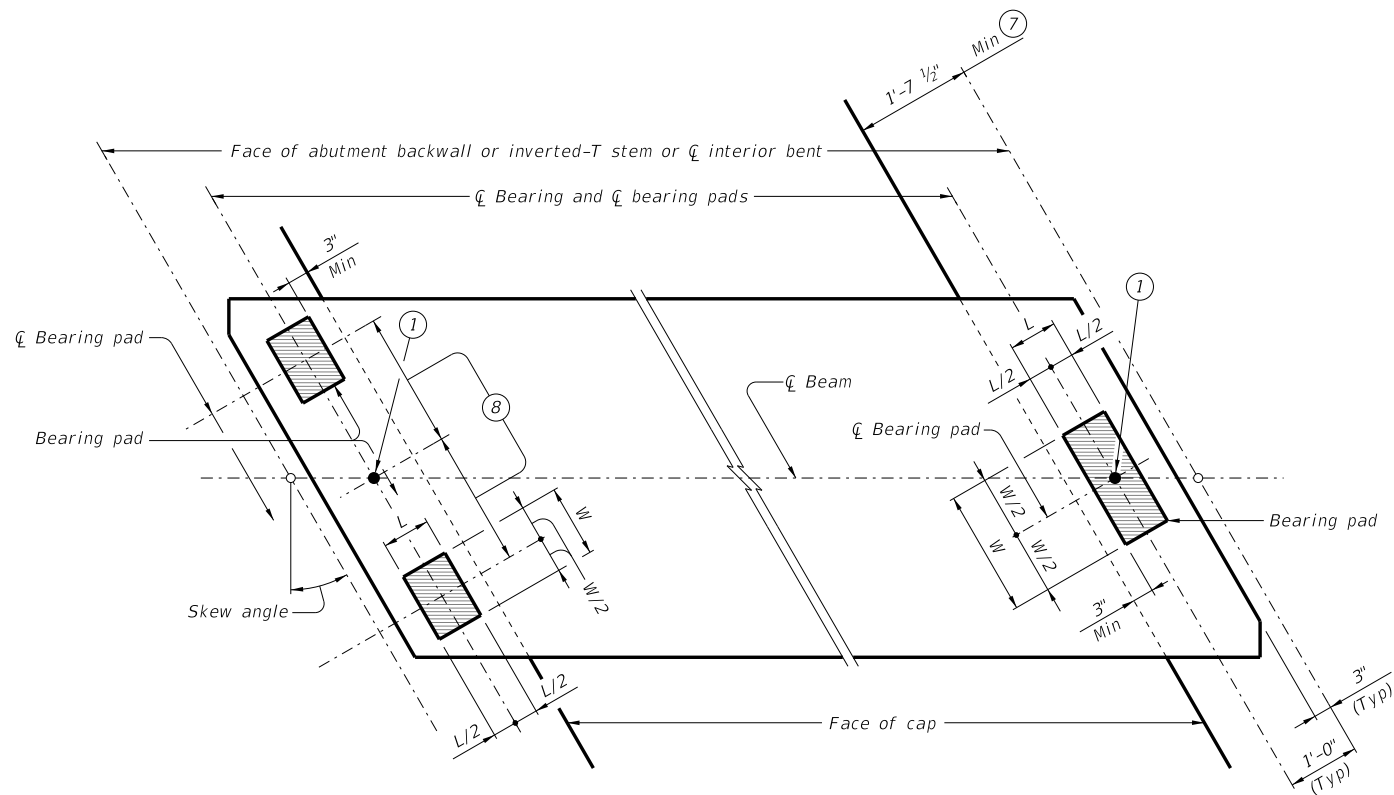 Min 7
1'-7 ½"
Face of abutment backwall or inverted-T stem or ℄ interior bent
℄ Bearing and ℄ bearing pads
3"
Min
1
1
℄ Bearing pad
L
L/2
L/2
℄ Beam
8
℄ Bearing pad
Bearing pad
W/2
W
W
W/2
L
Bearing pad
W/2
3"
Min
Skew angle
L/2
L/2
3"
(Typ)
Face of cap
1'-0"
(Typ)